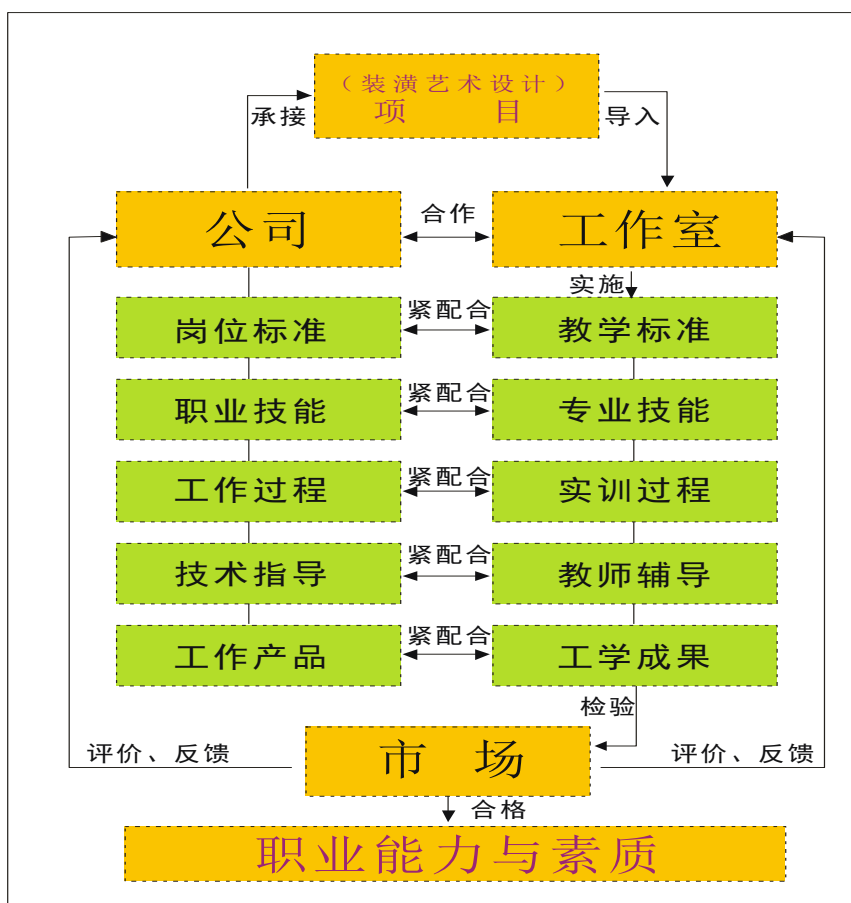 （装潢艺术设计）
项 目
承接
导入
公司
合作
工作室
实施
岗位标准
紧配合
教学标准
职业技能
紧配合
专业技能
工作过程
紧配合
实训过程
技术指导
紧配合
教师辅导
工作产品
紧配合
工学成果
检验
评价、反馈
市 场
评价、反馈
合格
职业能力与素质